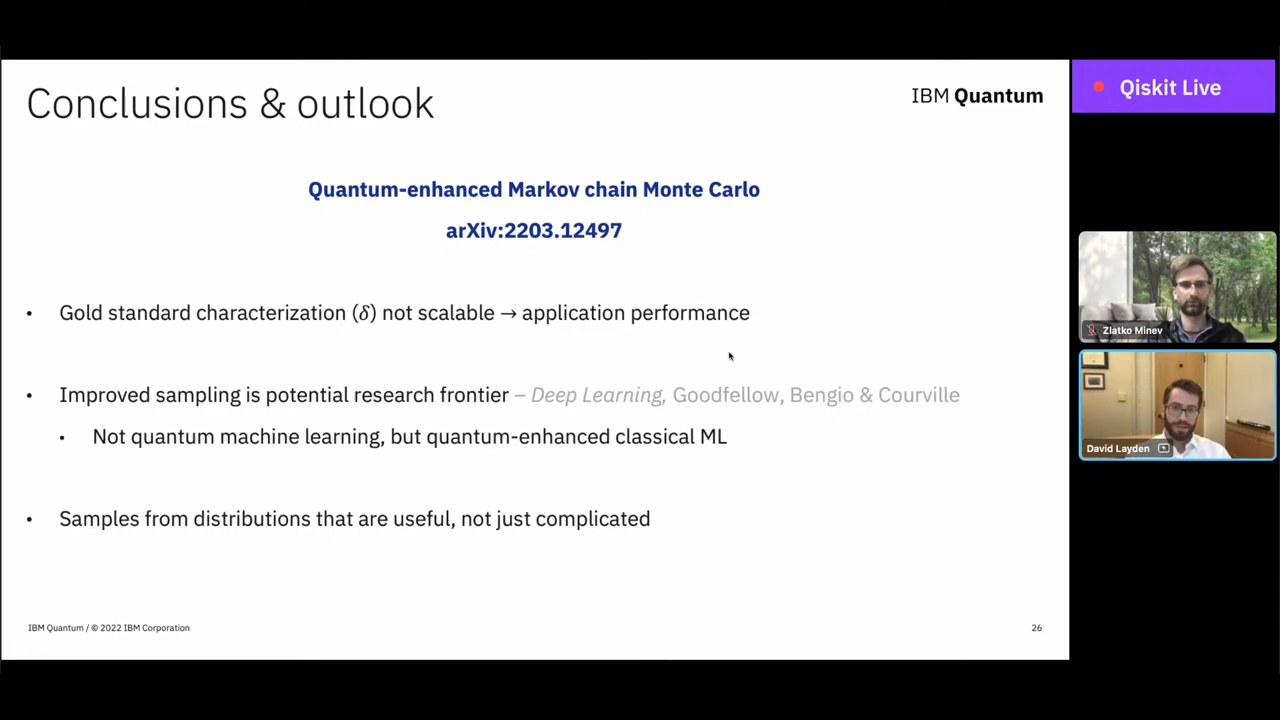 Conclusions & outlook
IBM Quantum
Qiskit Live
Quantum-enhanced Markov chain Monte Carlo
arXiv:2203.12497
• Gold standard characterization (δ) not scalable → application performance
• Improved sampling is potential research frontier – Deep Learning, Goodfellow, Bengio & Courville
• Not quantum machine learning, but quantum-enhanced classical ML
• Samples from distributions that are useful, not just complicated
Zlatko Minev
David Layden
IBM Quantum / © 2022 IBM Corporation
26